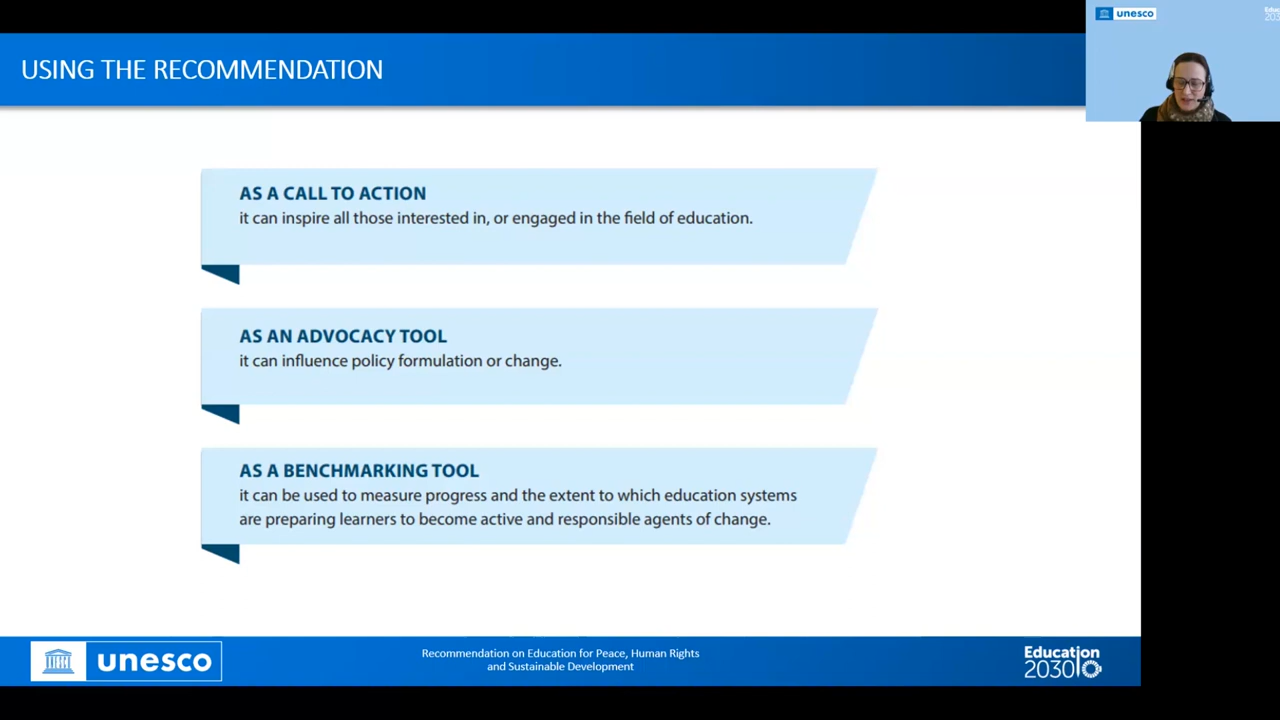 USING THE RECOMMENDATION
unesco
AS A CALL TO ACTION
it can inspire all those interested in, or engaged in the field of education.
AS AN ADVOCACY TOOL
it can influence policy formulation or change.
AS A BENCHMARKING TOOL
it can be used to measure progress and the extent to which education systems
are preparing learners to become active and responsible agents of change.
unesco
Recommendation on Education for Peace, Human Rights
and Sustainable Development
Education
2030